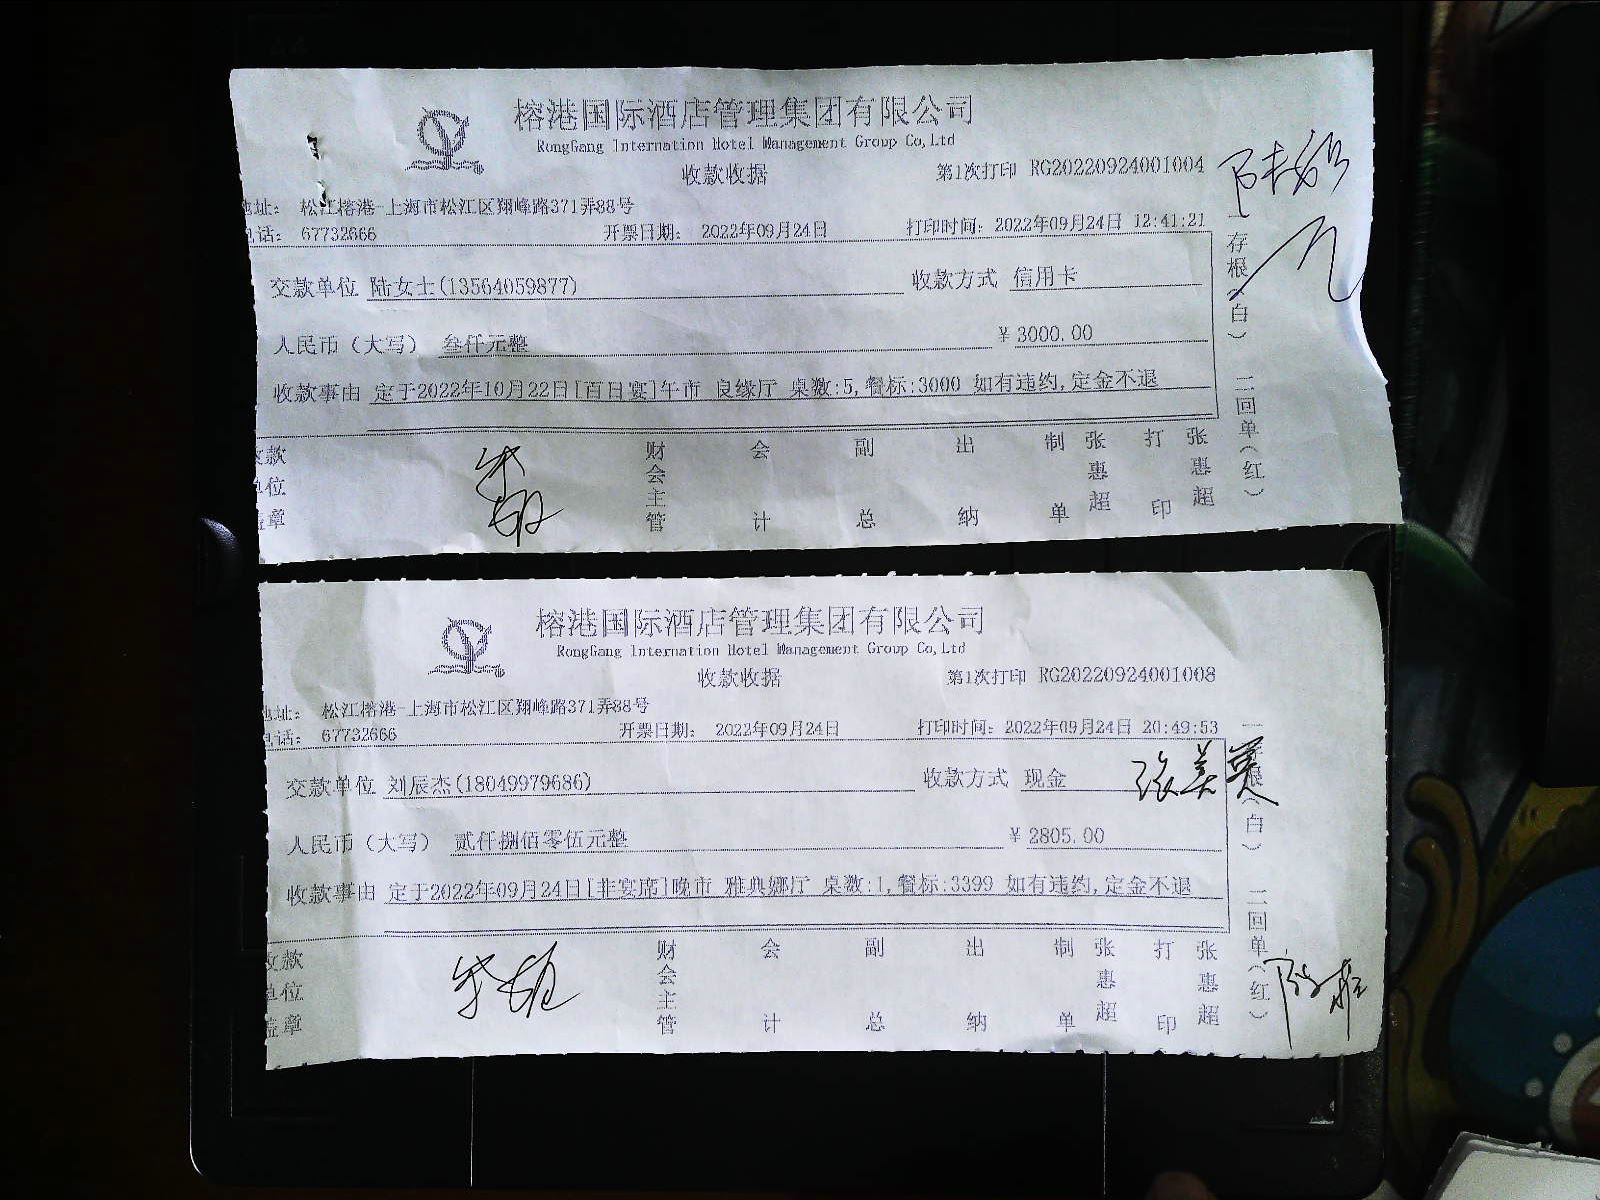 榕港国际酒店管理集团有限公司
RongGang Internation Hotel Management Group Co,Ltd
收款收据
第1次打印 RG20220924001004
地址： 松江榕港-上海市松江区翔峰路371弄88号
电话： 67732666 开票日期： 2022年09月24日 打印时间：2022年09月24日 12:41:21
交款单位 陆女士(13564059877) 收款方式 信用卡
人民币（大写） 叁仟元整 ￥3000.00
收款事由 定于2022年10月22日[百日宴]午市 良缘厅 桌数:5,餐标:3000 如有违约,定金不退
收款单位盖章 财会主管 会计 副总 出纳 制单 张惠超 打印 张惠超
一存根（白） 二回单（红）
榕港国际酒店管理集团有限公司
RongGang Internation Hotel Management Group Co,Ltd
收款收据
第1次打印 RG20220924001008
地址： 松江榕港-上海市松江区翔峰路371弄88号
电话： 67732666 开票日期： 2022年09月24日 打印时间：2022年09月24日 20:49:53
交款单位 刘辰杰(18049979686) 收款方式 现金
张美英
人民币（大写） 贰仟捌佰零伍元整 ￥2805.00
收款事由 定于2022年09月24日[非宴席]晚市 雅典娜厅 桌数:1,餐标:3399 如有违约,定金不退
收款单位盖章 财会主管 会计 副总 出纳 制单 张惠超 打印 张惠超
一存根（白） 二回单（红）